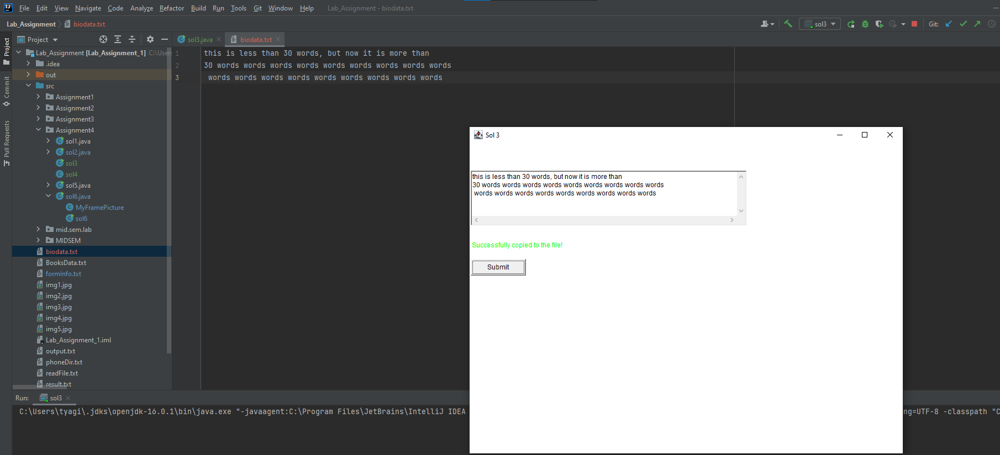 File Edit View Navigate Code Analyze Refactor Build Run Tools Git Window Help Lab_Assignment - biodata.txt
Lab_Assignment biodata.txt sol3 Git:
Project sol3.java biodata.txt
Project
Commit
Pull Requests
Lab_Assignment [Lab_Assignment_1] C:\Users
.idea
out
src
Assignment1
Assignment2
Assignment3
Assignment4
sol1.java
sol2.java
sol3
sol4
sol5.java
sol6.java
MyFramePicture
sol6
mid.sem.lab
MIDSEM
biodata.txt
BooksData.txt
formInfo.txt
img1.jpg
img2.jpg
img3.jpg
img4.jpg
img5.jpg
Lab_Assignment_1.iml
output.txt
phoneDir.txt
readFile.txt
result.txt
1 this is less than 30 words, but now it is more than
2 30 words words words words words words words words
3 words words words words words words words words words
Sol 3
this is less than 30 words, but now it is more than
30 words words words words words words words words
words words words words words words words words words
Successfully copied to the file!
Submit
Run: sol3
C:\Users\tyagi\.jdks\openjdk-16.0.1\bin\java.exe "-javaagent:C:\Program Files\JetBrains\IntelliJ IDEA ng=UTF-8 -classpath "C